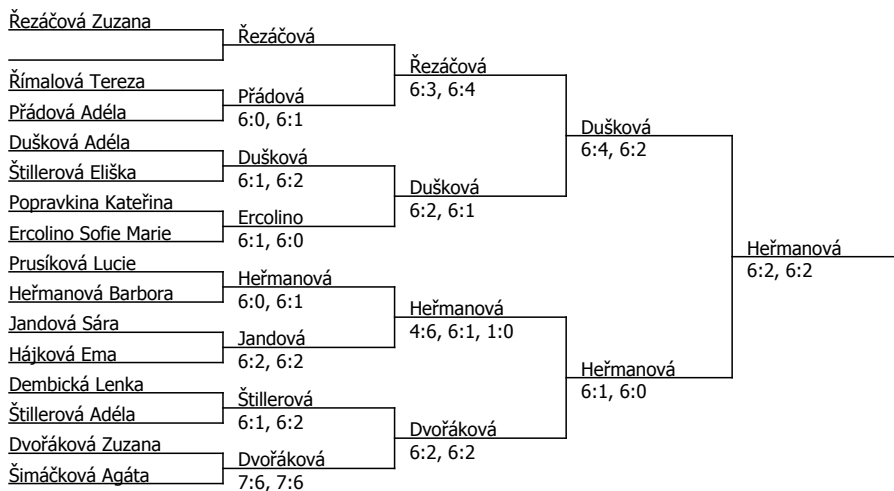 Řezáčová Zuzana
Řezáčová
Řezáčová
6:3, 6:4
Římalová Tereza
Přádová
6:0, 6:1
Přádová Adéla
Dušková
6:4, 6:2
Dušková Adéla
Dušková
6:1, 6:2
Štillerová Eliška
Dušková
6:2, 6:1
Popravkina Kateřina
Ercolino
6:1, 6:0
Ercolino Sofie Marie
Heřmanová
6:2, 6:2
Prusíková Lucie
Heřmanová
6:0, 6:1
Heřmanová Barbora
Heřmanová
4:6, 6:1, 1:0
Jandová Sára
Jandová
6:2, 6:2
Hájková Ema
Heřmanová
6:1, 6:0
Dembická Lenka
Štillerová
6:1, 6:2
Štillerová Adéla
Dvořáková
6:2, 6:2
Dvořáková Zuzana
Dvořáková
7:6, 7:6
Šimáčková Agáta